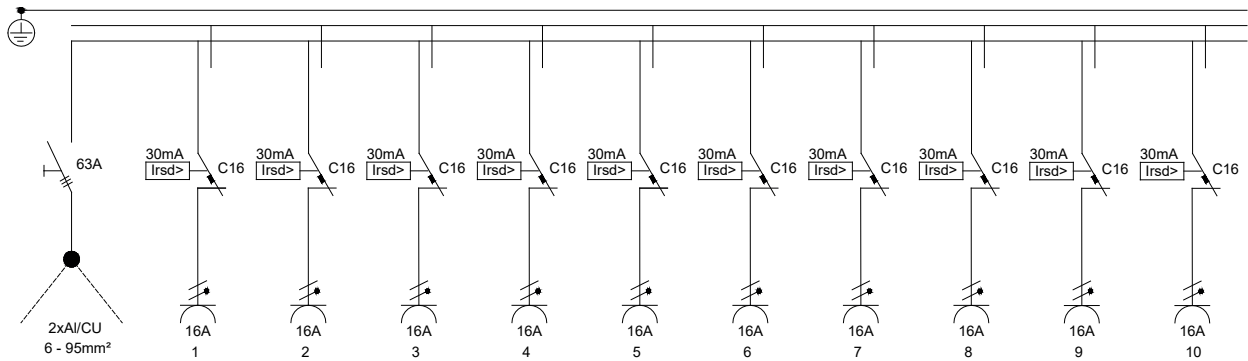 63A
30mA 30mA 30mA 30mA 30mA 30mA 30mA 30mA 30mA 30mA
Irsd> C16 Irsd> C16 Irsd> C16 Irsd> C16 Irsd> C16 Irsd> C16 Irsd> C16 Irsd> C16 Irsd> C16 Irsd> C16
2xAl/CU
6 - 95mm²
16A 16A 16A 16A 16A 16A 16A 16A 16A 16A
1 2 3 4 5 6 7 8 9 10